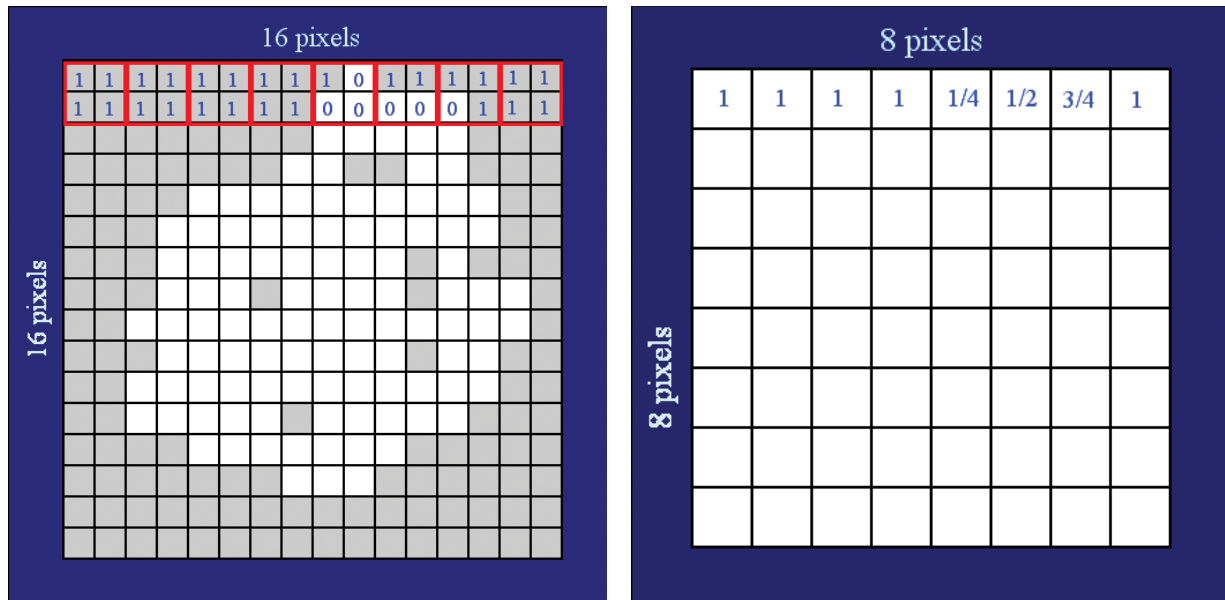 16 pixels
1 1 1 1 1 1 1 1 1 0 1 1 1 1 1 1
1 1 1 1 1 1 1 1 0 0 0 0 0 1 1 1
16 pixels
8 pixels
1 1 1 1 1/4 1/2 3/4 1
8 pixels